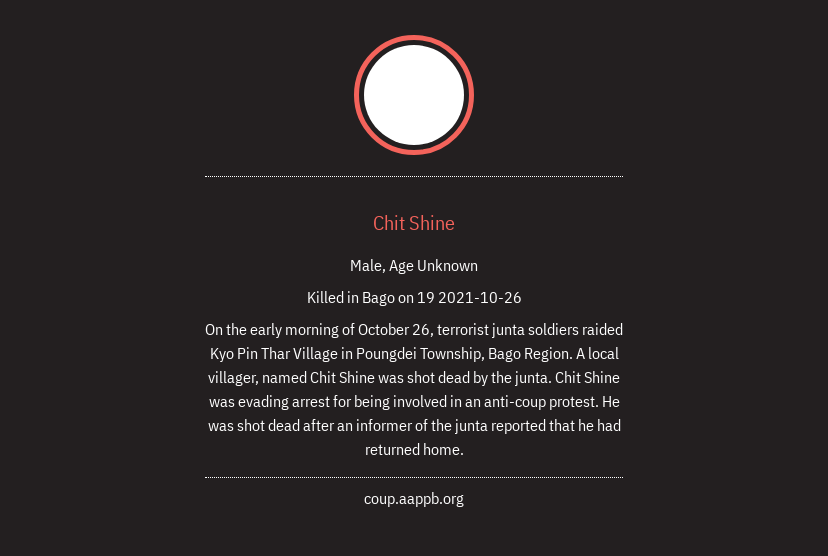 Chit Shine
Male, Age Unknown
Killed in Bago on 19 2021-10-26
On the early morning of October 26, terrorist junta soldiers raided
Kyo Pin Thar Village in Poungdei Township, Bago Region. A local
villager, named Chit Shine was shot dead by the junta. Chit Shine
was evading arrest for being involved in an anti-coup protest. He
was shot dead after an informer of the junta reported that he had
returned home.
coup.aappb.org